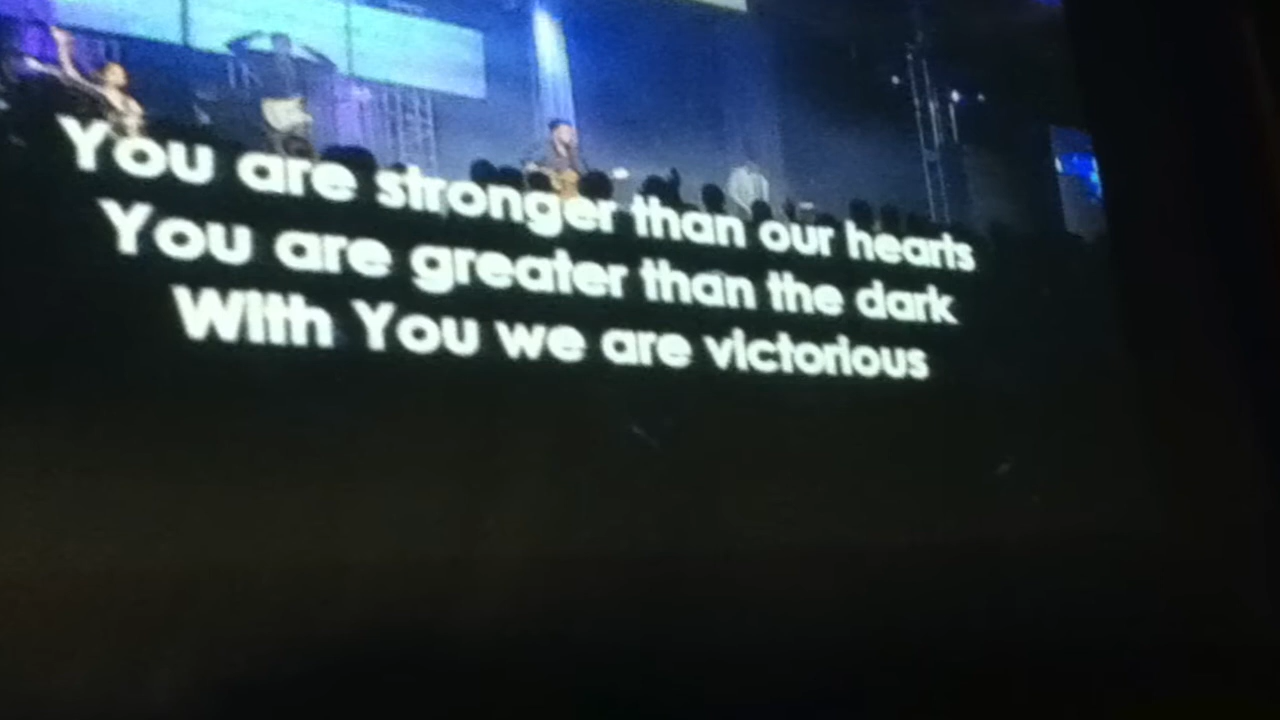 You are stronger than our hearts
You are greater than the dark
With You we are victorious